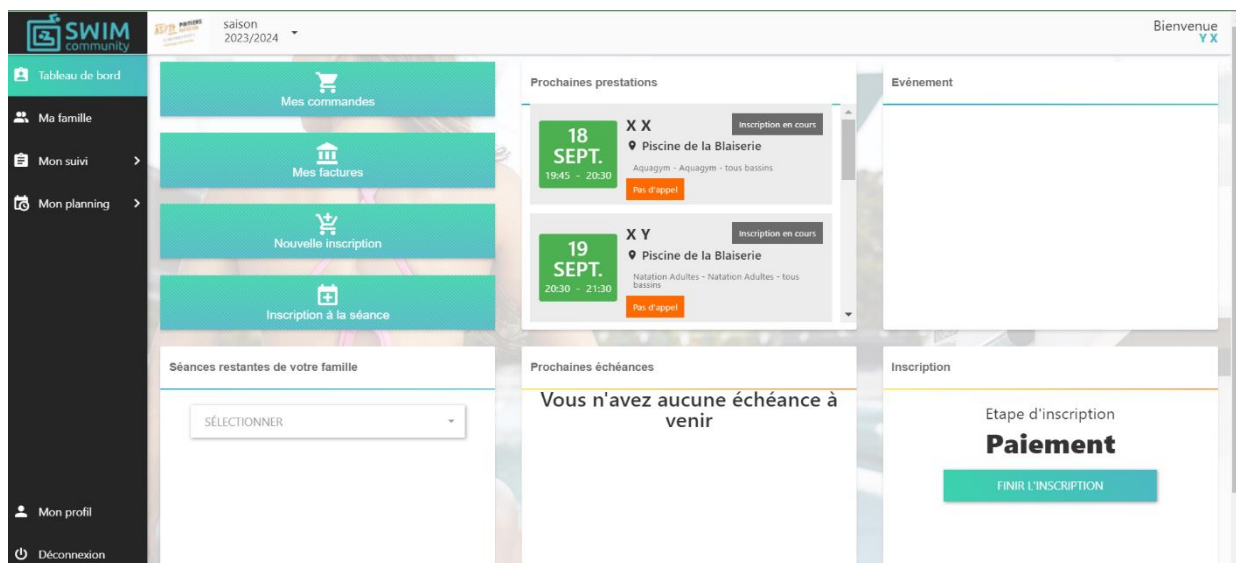 SWIM
community
POITIERS
saison
2023/2024
Bienvenue
Y X
Tableau de bord
Ma famille
Mon suivi
Mon planning
Mon profil
Déconnexion
Mes commandes
Mes factures
Nouvelle inscription
Inscription à la séance
Prochaines prestations
18
SEPT.
19:45 - 20:30
X X
Inscription en cours
Piscine de la Blaiserie
Aquagym - Aquagym - tous bassins
Pas d'appel
19
SEPT.
20:30 - 21:30
X Y
Inscription en cours
Piscine de la Blaiserie
Natation Adultes - Natation Adultes - tous
bassins
Pas d'appel
Evénement
Séances restantes de votre famille
SÉLECTIONNER
Prochaines échéances
Vous n'avez aucune échéance à
venir
Inscription
Etape d'inscription
Paiement
FINIR L'INSCRIPTION